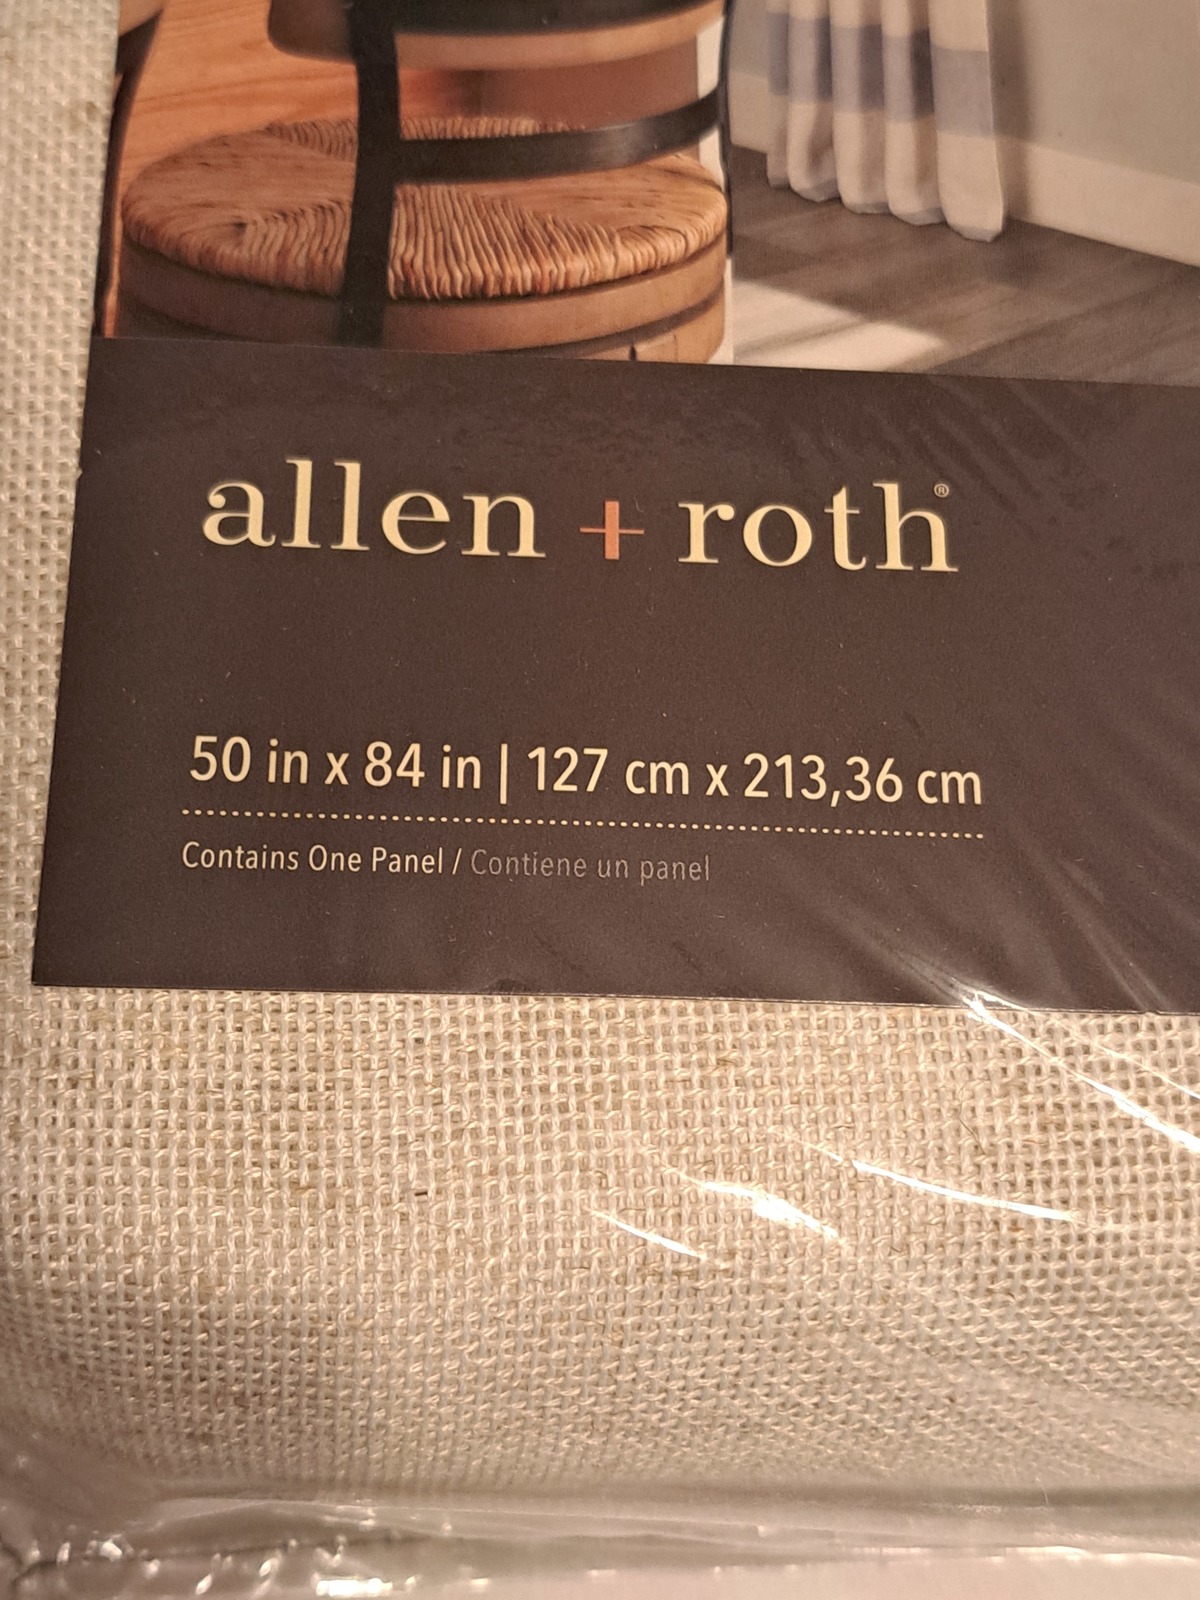 allen + roth®
50 in x 84 in | 127 cm x 213,36 cm
Contains One Panel / Contiene un panel